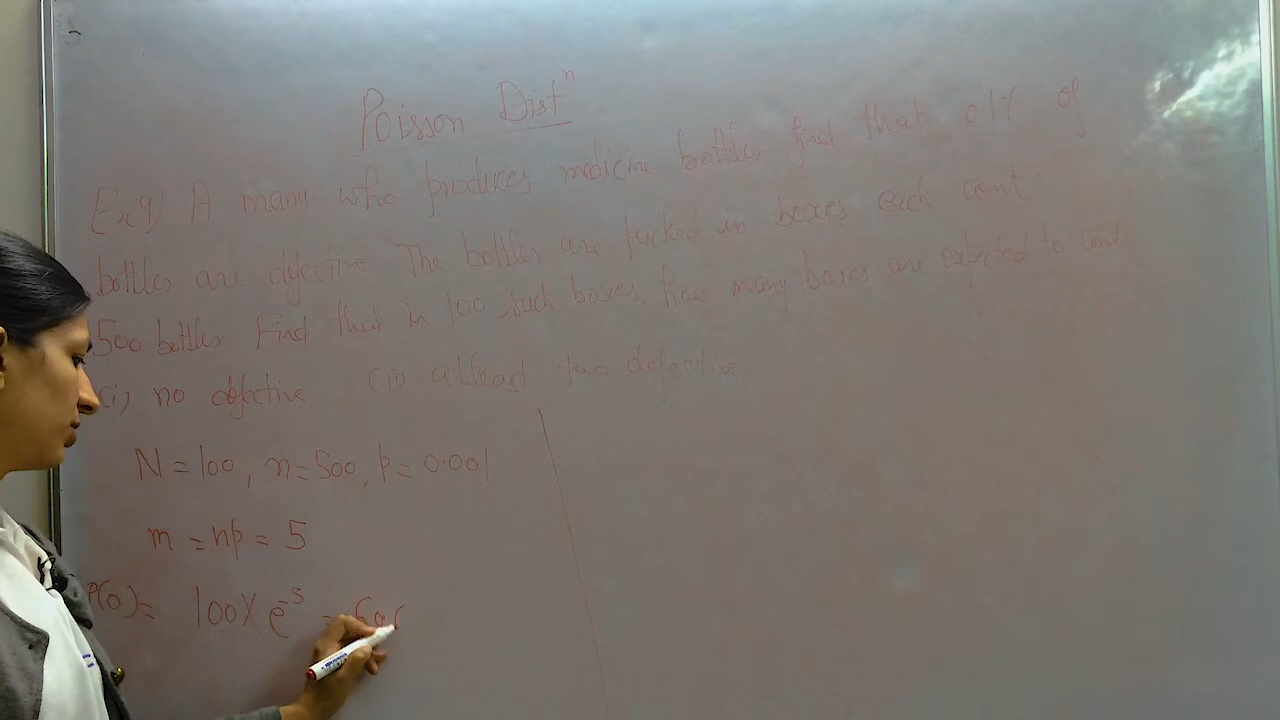 Poisson Distⁿ
Ex 4) A manu who produces medicine bottles find that 0.1% of
bottles are defective The bottles are packed in boxes each cont
500 bottles. Find that in 100 such boxes, how many boxes are expected to cont
(i) no defective (ii) atleast two defective
N = 100, n = 500, p = 0.001
m = np = 5
P(0) = 100 X e⁻⁵ =